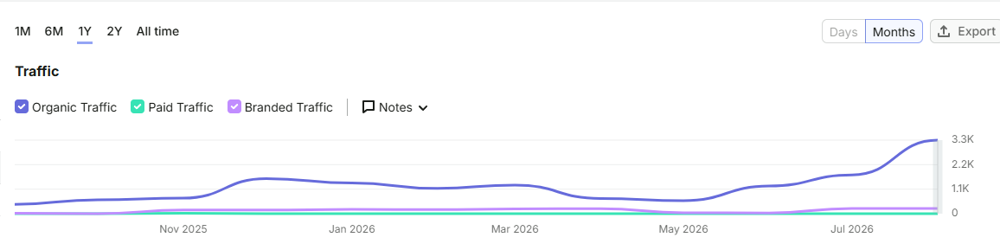 1M 6M 1Y 2Y All time Days Months Export
Traffic
Organic Traffic Paid Traffic Branded Traffic Notes
3.3K
2.2K
1.1K
0
Nov 2025 Jan 2026 Mar 2026 May 2026 Jul 2026